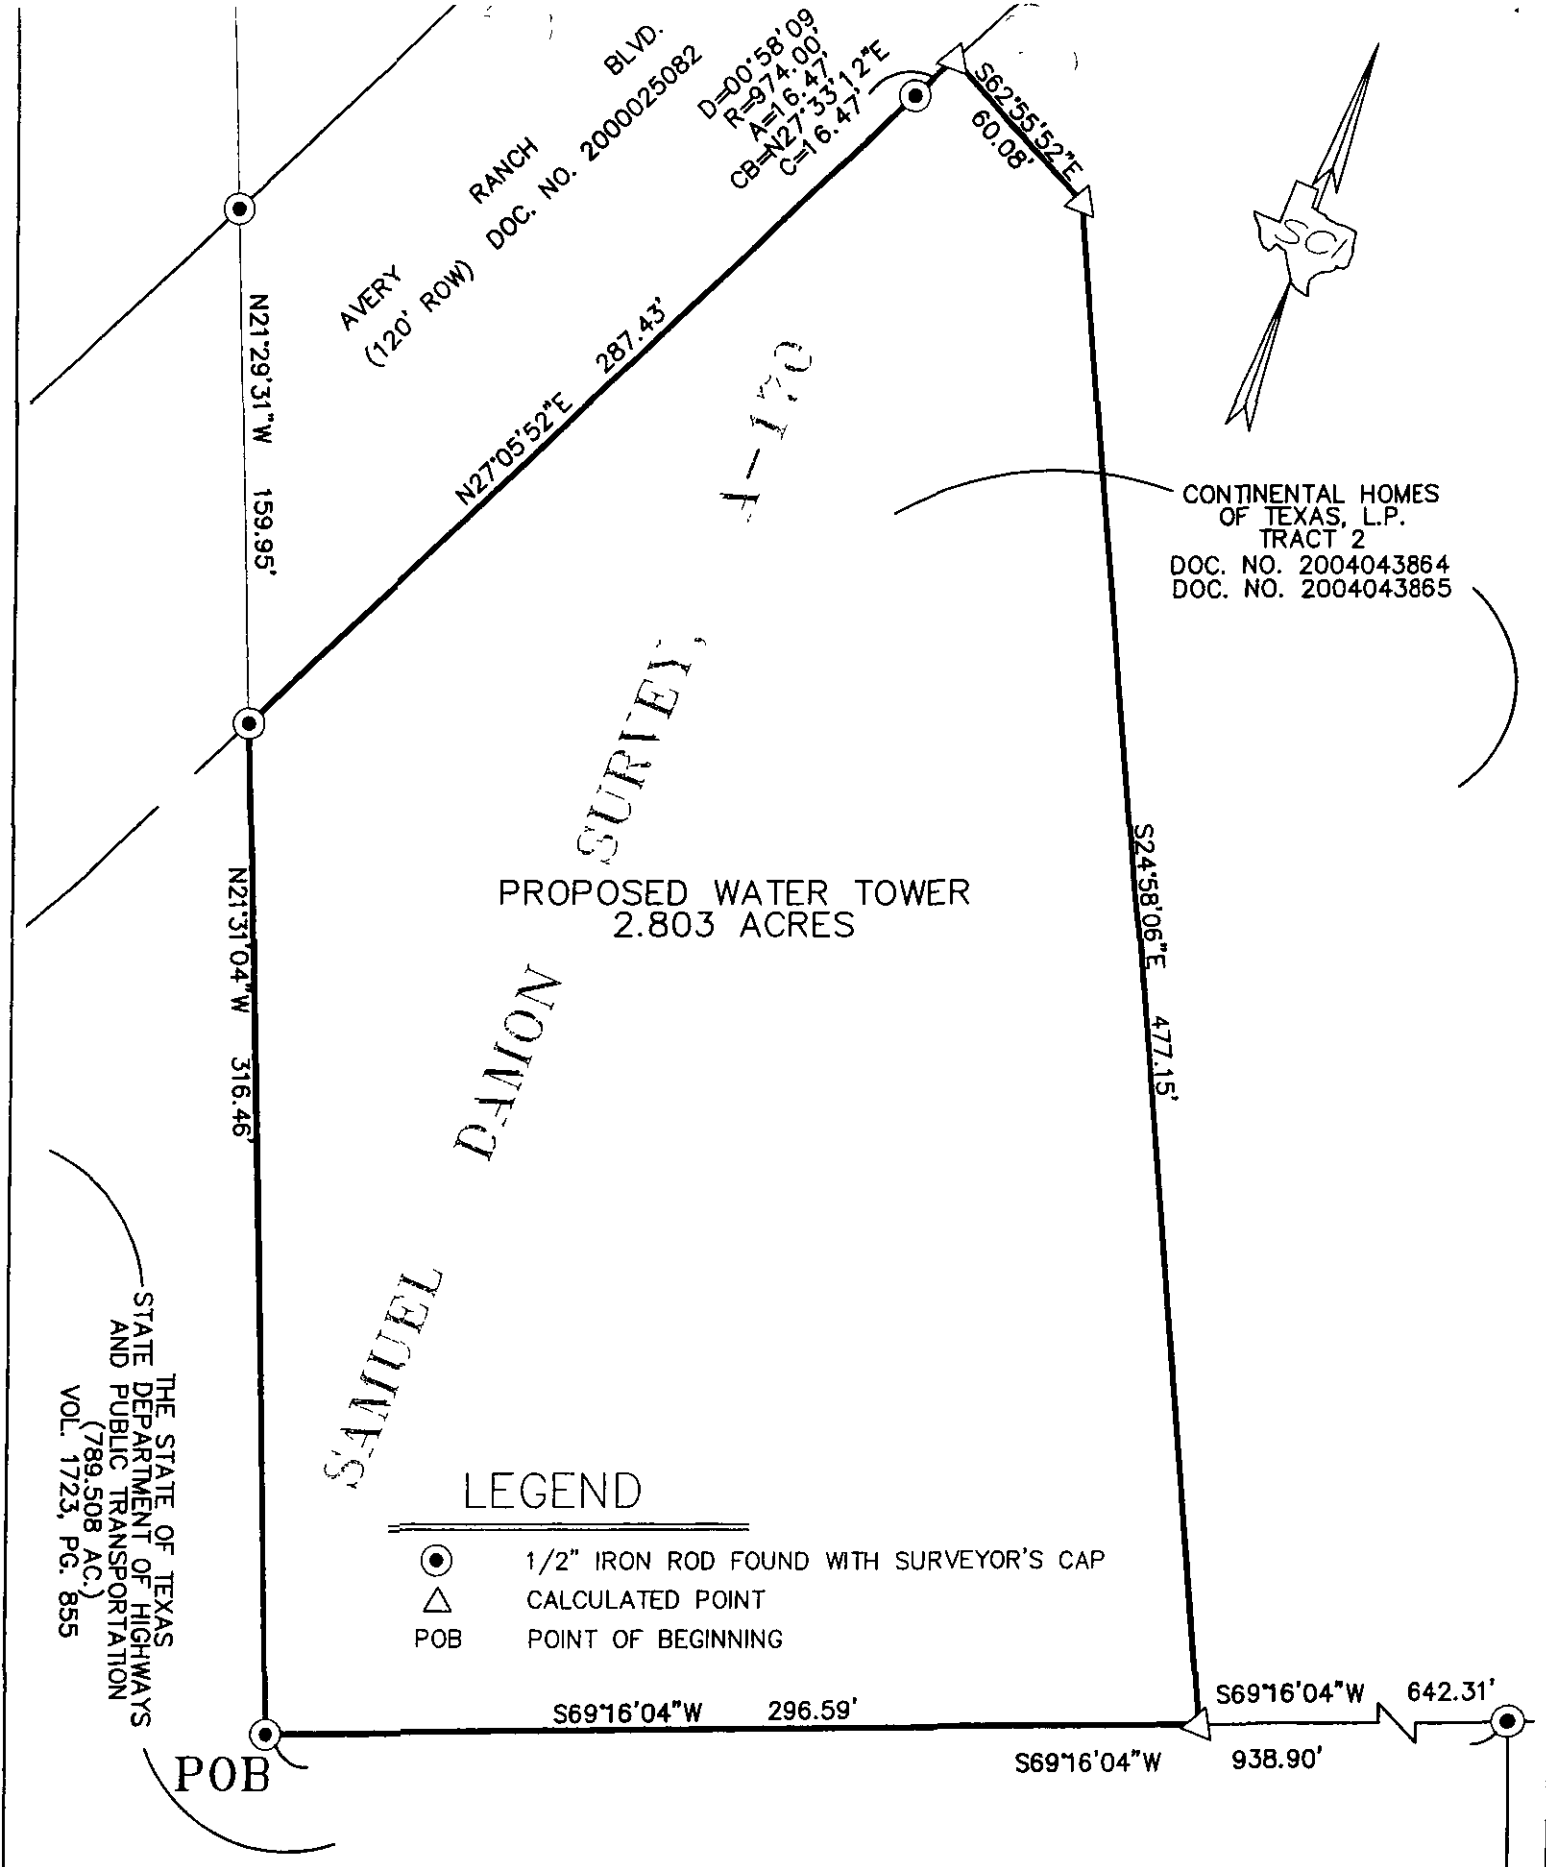 BLVD.
RANCH
AVERY
(120' ROW) DOC. NO. 2000025082
D=00°58'09
R=974.00'
A=16.47'
CB=N27°33'12"E
C=16.47'
S62°55'52"E
60.08'
SCI
N21°29'31"W 159.95'
N27°05'52"E 287.43'
A-170
CONTINENTAL HOMES
OF TEXAS, L.P.
TRACT 2
DOC. NO. 2004043864
DOC. NO. 2004043865
SURVEY,
PROPOSED WATER TOWER
2.803 ACRES
N21°31'04"W 316.46'
S24°58'06"E 477.15'
DAMON
SAMUEL
THE STATE OF TEXAS
STATE DEPARTMENT OF HIGHWAYS
AND PUBLIC TRANSPORTATION
(789.508 AC.)
VOL. 1723, PG. 855
LEGEND
1/2" IRON ROD FOUND WITH SURVEYOR'S CAP
CALCULATED POINT
POB POINT OF BEGINNING
S69°16'04"W 296.59'
S69°16'04"W 642.31'
S69°16'04"W 938.90'
POB